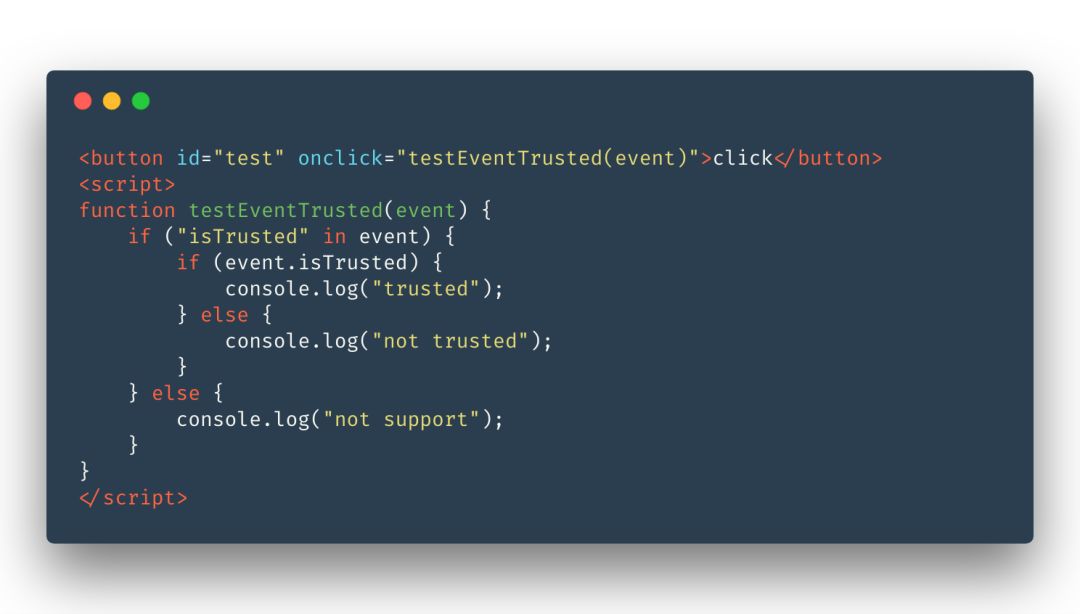 <button id="test" onclick="testEventTrusted(event)">click</button>
<script>
function testEventTrusted(event) {
    if ("isTrusted" in event) {
        if (event.isTrusted) {
            console.log("trusted");
        } else {
            console.log("not trusted");
        }
    } else {
        console.log("not support");
    }
}
</script>